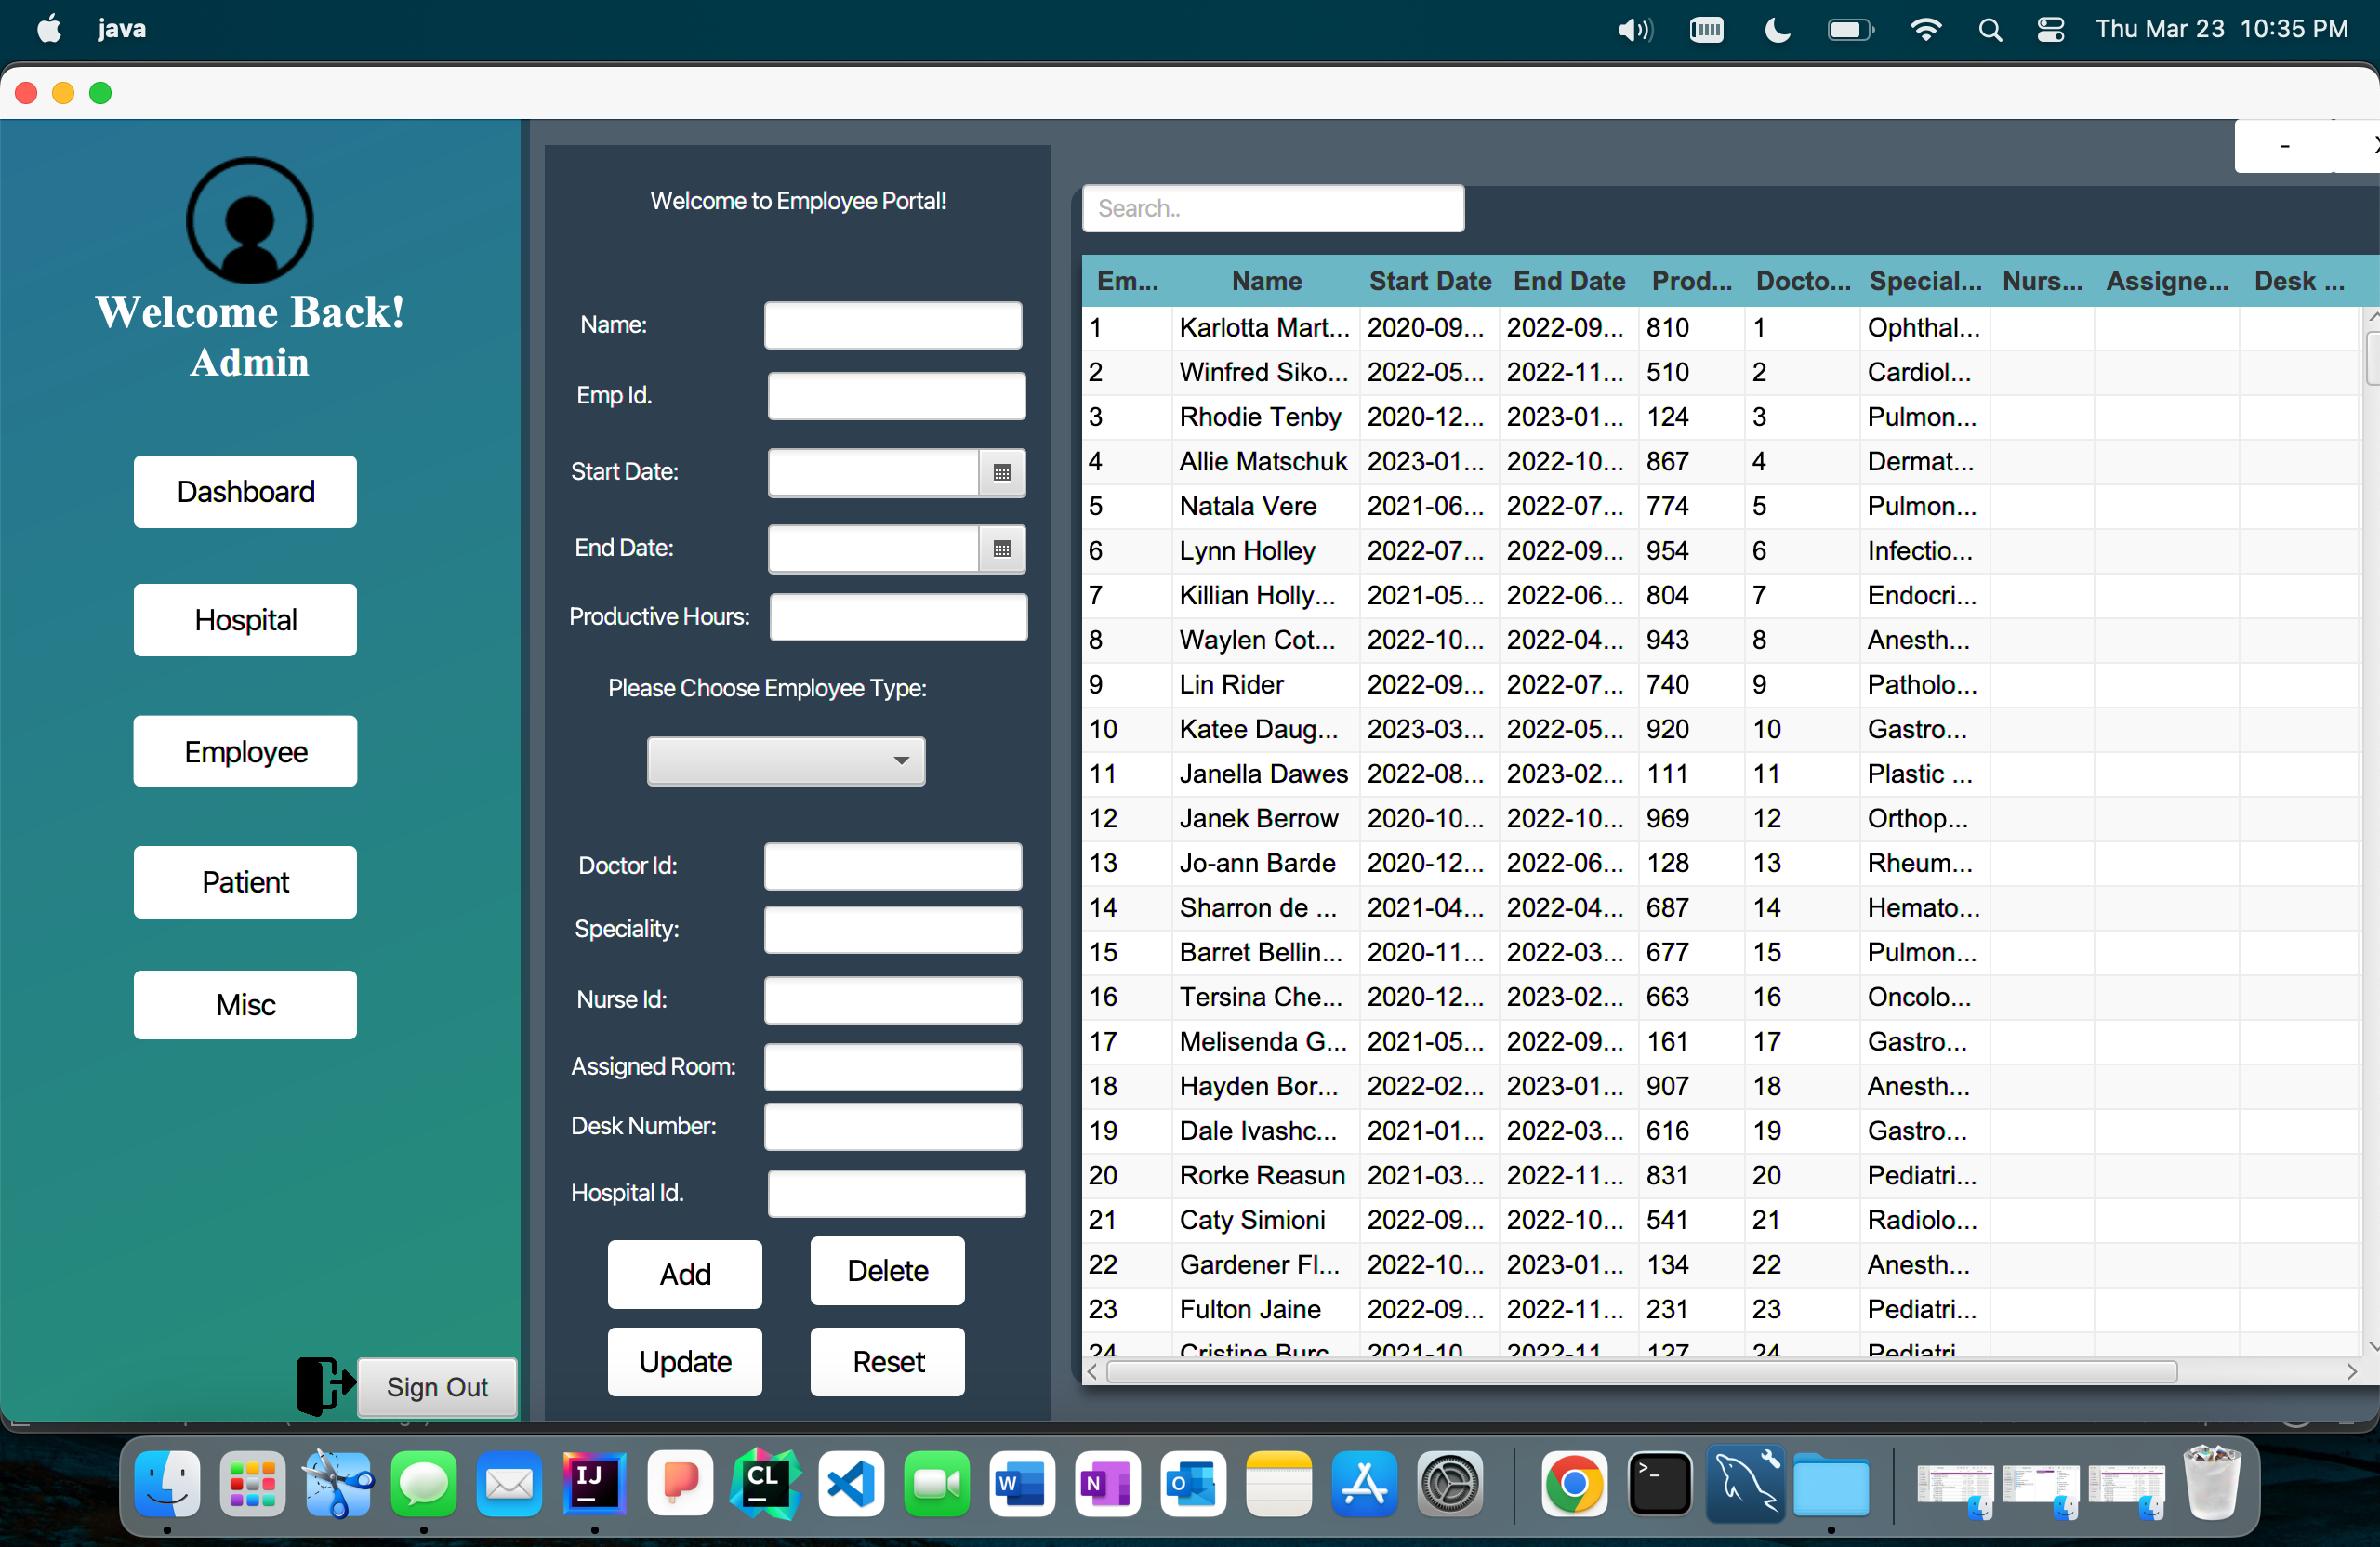 java
Thu Mar 23 10:35 PM
- X
Welcome Back!
Admin
Dashboard
Hospital
Employee
Patient
Misc
Sign Out
Welcome to Employee Portal!
Name:
Emp Id.
Start Date:
End Date:
Productive Hours:
Please Choose Employee Type:
Doctor Id:
Speciality:
Nurse Id:
Assigned Room:
Desk Number:
Hospital Id.
Add Delete
Update Reset
Search..
Em... Name Start Date End Date Prod... Docto... Special... Nurs... Assigne... Desk ...
1 Karlotta Mart... 2020-09... 2022-09... 810 1 Ophthal...
2 Winfred Siko... 2022-05... 2022-11... 510 2 Cardiol...
3 Rhodie Tenby 2020-12... 2023-01... 124 3 Pulmon...
4 Allie Matschuk 2023-01... 2022-10... 867 4 Dermat...
5 Natala Vere 2021-06... 2022-07... 774 5 Pulmon...
6 Lynn Holley 2022-07... 2022-09... 954 6 Infectio...
7 Killian Holly... 2021-05... 2022-06... 804 7 Endocri...
8 Waylen Cot... 2022-10... 2022-04... 943 8 Anesth...
9 Lin Rider 2022-09... 2022-07... 740 9 Patholo...
10 Katee Daug... 2023-03... 2022-05... 920 10 Gastro...
11 Janella Dawes 2022-08... 2023-02... 111 11 Plastic ...
12 Janek Berrow 2020-10... 2022-10... 969 12 Orthop...
13 Jo-ann Barde 2020-12... 2022-06... 128 13 Rheum...
14 Sharron de ... 2021-04... 2022-04... 687 14 Hemato...
15 Barret Bellin... 2020-11... 2022-03... 677 15 Pulmon...
16 Tersina Che... 2020-12... 2023-02... 663 16 Oncolo...
17 Melisenda G... 2021-05... 2022-09... 161 17 Gastro...
18 Hayden Bor... 2022-02... 2023-01... 907 18 Anesth...
19 Dale Ivashc... 2021-01... 2022-03... 616 19 Gastro...
20 Rorke Reasun 2021-03... 2022-11... 831 20 Pediatri...
21 Caty Simioni 2022-09... 2022-10... 541 21 Radiolo...
22 Gardener Fl... 2022-10... 2023-01... 134 22 Anesth...
23 Fulton Jaine 2022-09... 2022-11... 231 23 Pediatri...
24 Cristine Burc... 2021-10... 2022-11... 127 24 Pediatri...
IJ CL W N O >_